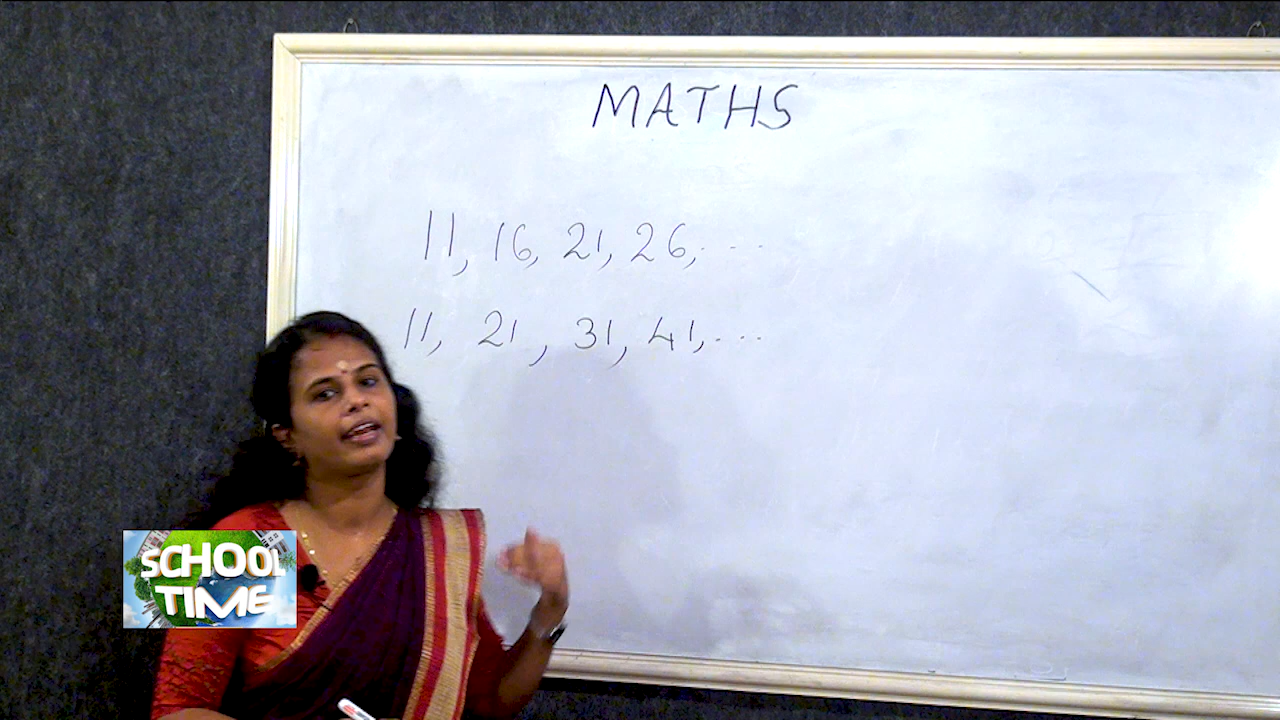 MATHS
11, 16, 21, 26, ...
11, 21, 31, 41, ...
SCHOOL
TIME